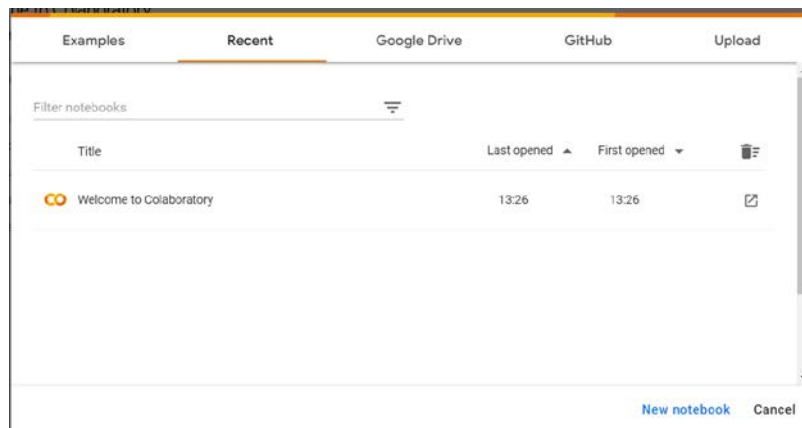 Examples Recent Google Drive GitHub Upload
Filter notebooks
Title Last opened First opened
Welcome to Colaboratory 13:26 13:26
New notebook Cancel